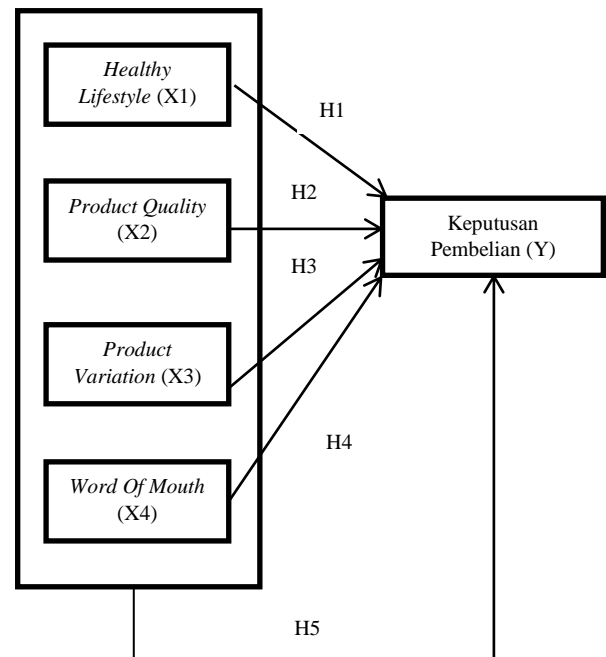 Healthy
Lifestyle (X1)
H1
Product Quality
(X2)
H2
Keputusan
Pembelian (Y)
H3
Product
Variation (X3)
H4
Word Of Mouth
(X4)
H5